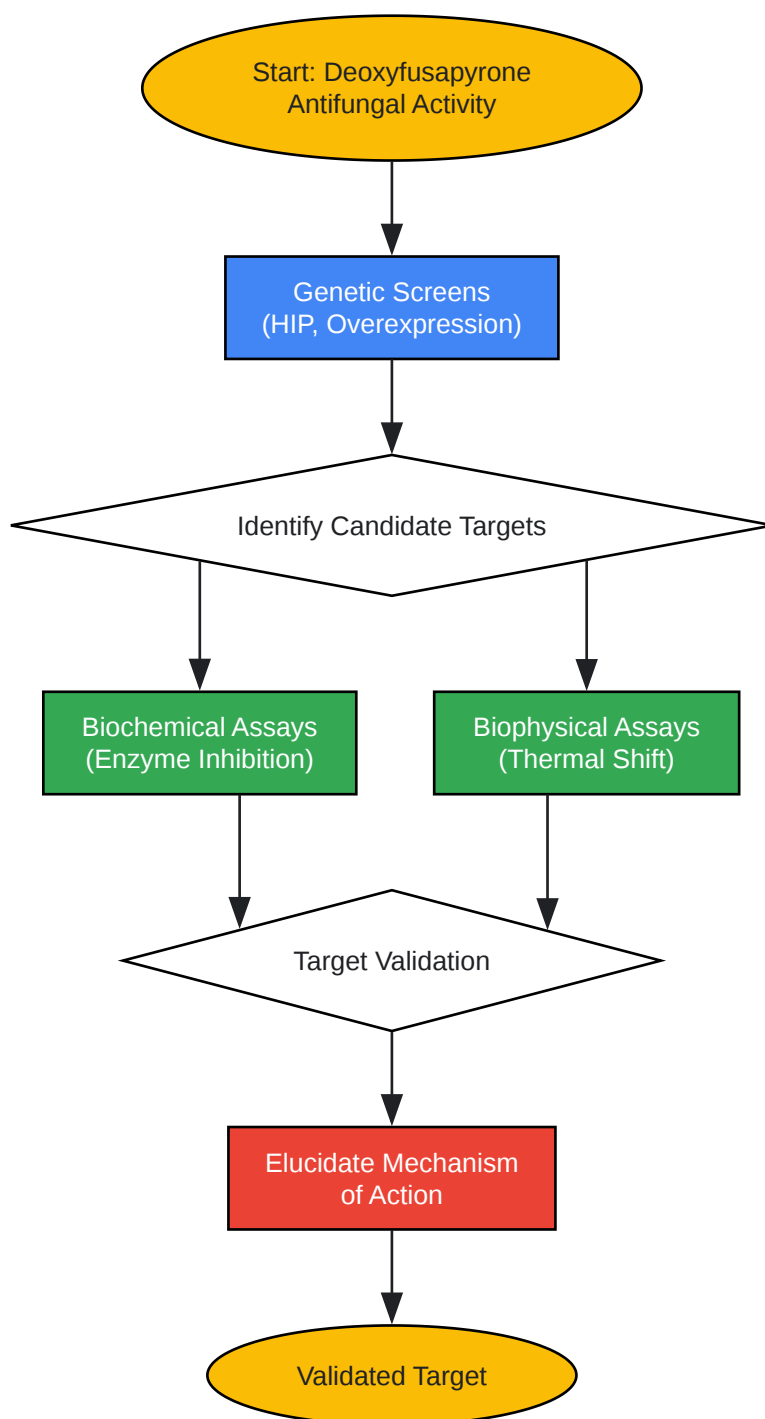 Start: Deoxyfusapyrone
Antifungal Activity
Genetic Screens
(HIP, Overexpression)
Identify Candidate Targets
Biochemical Assays
(Enzyme Inhibition)
Biophysical Assays
(Thermal Shift)
Target Validation
Elucidate Mechanism
of Action
Validated Target